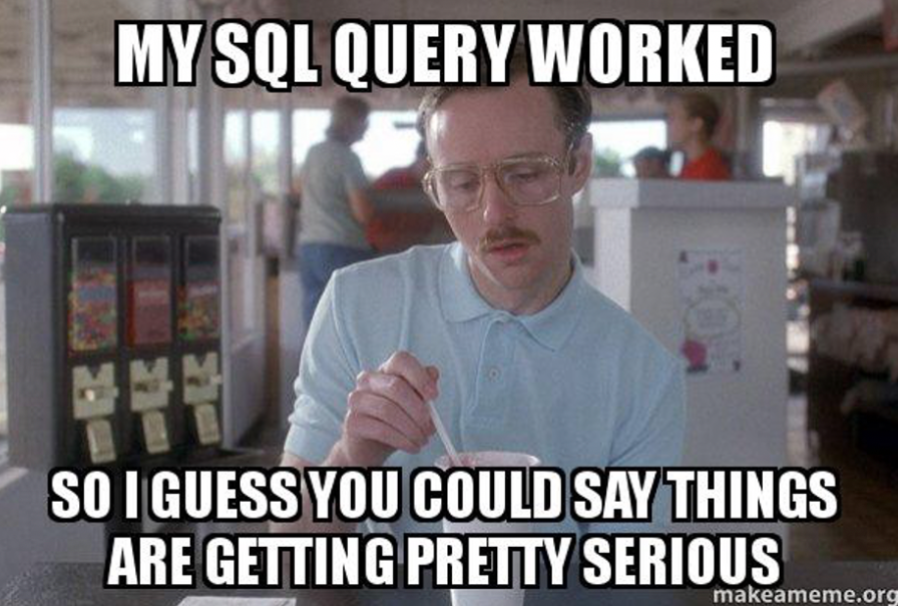 MY SQL QUERY WORKED
SO I GUESS YOU COULD SAY THINGS
ARE GETTING PRETTY SERIOUS
makeameme.org